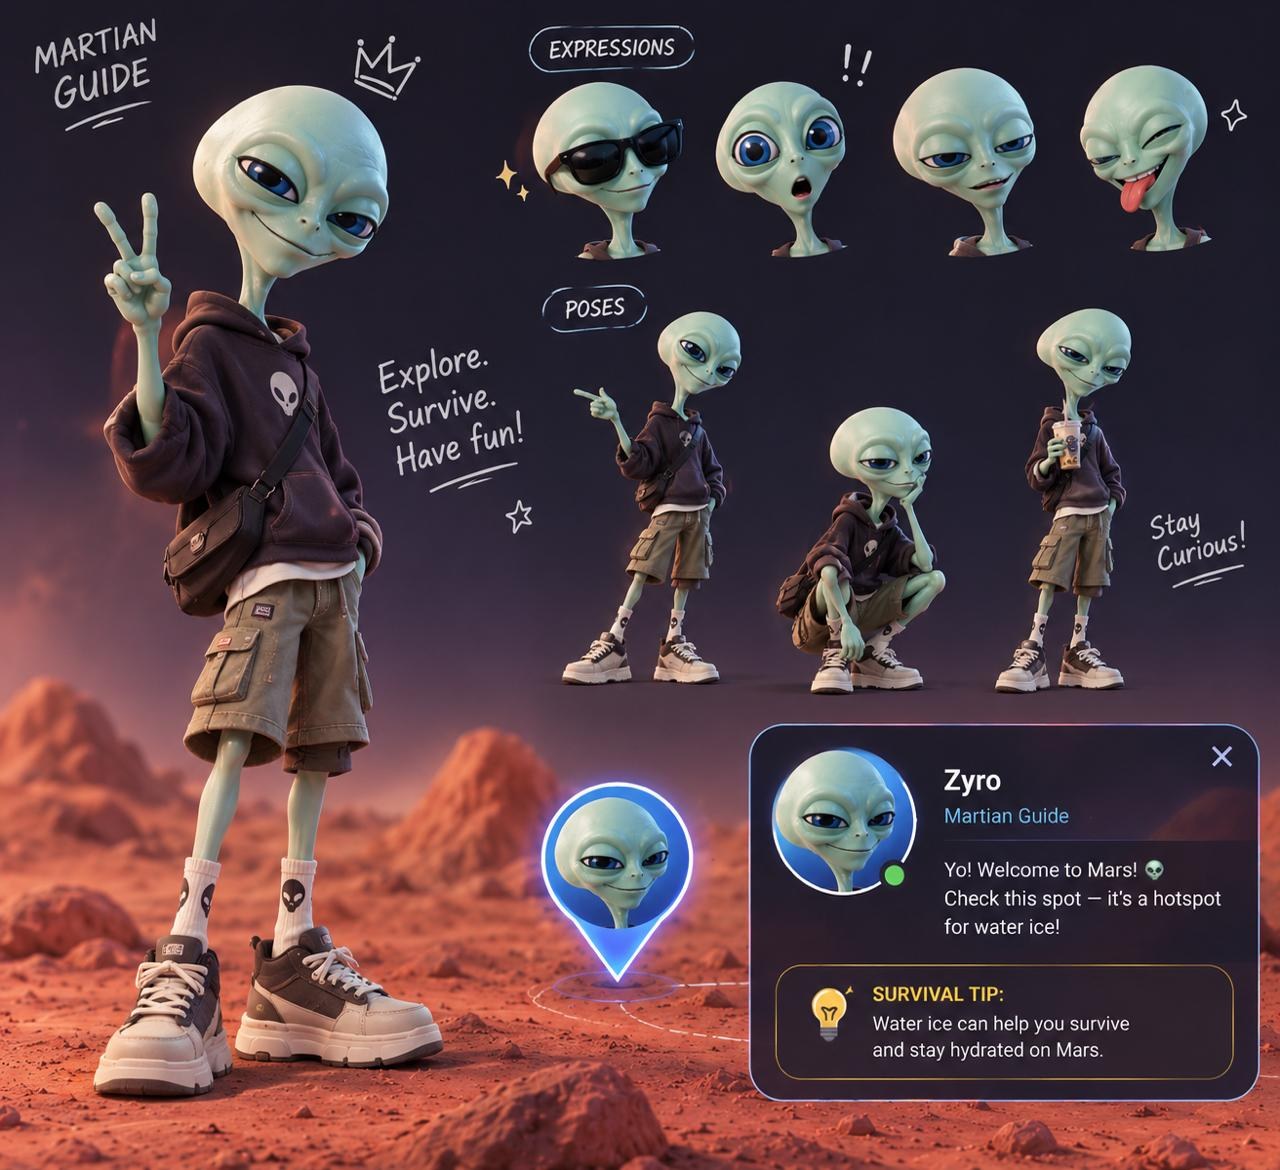 MARTIAN
GUIDE
EXPRESSIONS
!!
Explore.
Survive.
Have fun!
POSES
Stay
Curious!
Zyro
Martian Guide
Yo! Welcome to Mars! 👽
Check this spot — it's a hotspot
for water ice!
SURVIVAL TIP:
Water ice can help you survive
and stay hydrated on Mars.